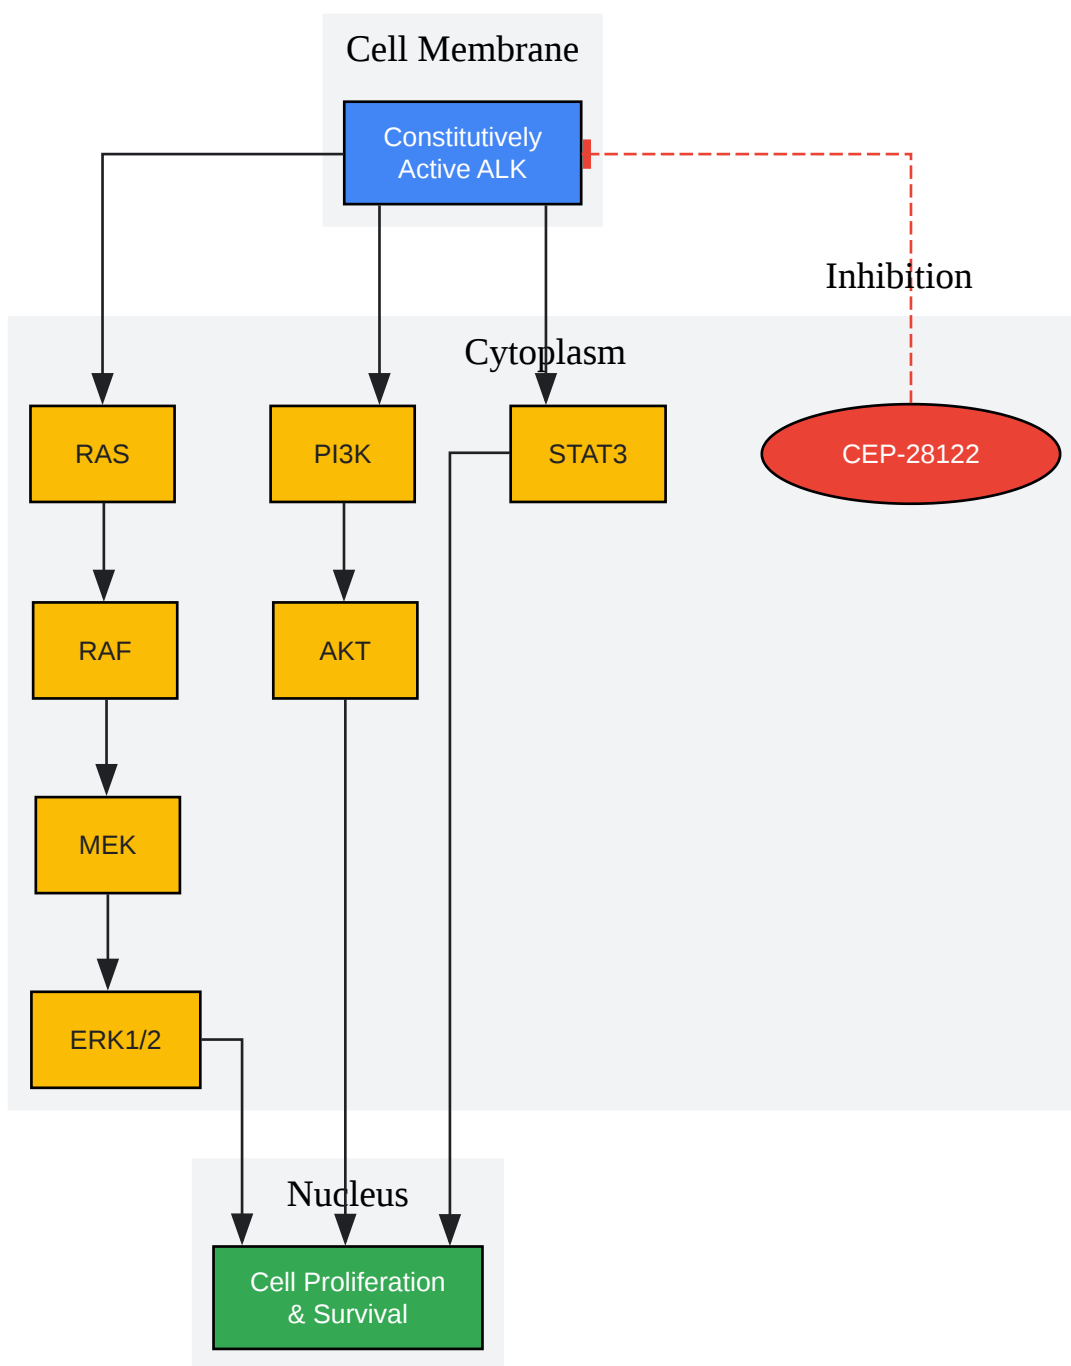 Cell Membrane
Constitutively
Active ALK
Inhibition
Cytoplasm
RAS
PI3K
STAT3
CEP-28122
RAF
AKT
MEK
ERK1/2
Nucleus
Cell Proliferation
& Survival